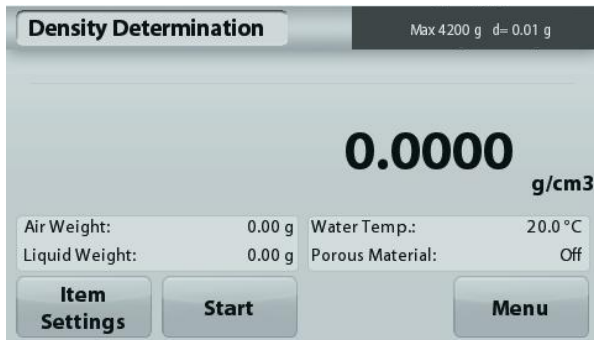 Density Determination
Max 4200 g d= 0.01 g
0.0000
g/cm3
Air Weight: 0.00 g
Liquid Weight: 0.00 g
Water Temp.: 20.0 °C
Porous Material: Off
Item
Settings
Start
Menu